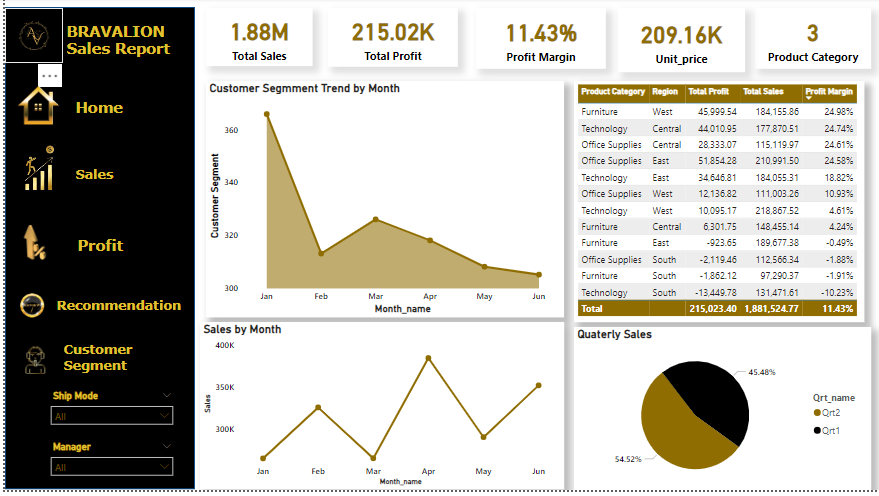 BRAVALION
Sales Report
...
Home
Sales
Profit
Recommendation
Customer
Segment
Ship Mode
All
Manager
All
1.88M
Total Sales
215.02K
Total Profit
11.43%
Profit Margin
209.16K
Unit_price
3
Product Category
Customer Segmment Trend by Month
Customer Segment
360
340
320
300
Jan Feb Mar Apr May Jun
Month_name
Product Category Region Total Profit Total Sales Profit Margin
Furniture West 45,999.54 184,155.86 24.98%
Technology Central 44,010.95 177,870.51 24.74%
Office Supplies Central 28,333.07 115,119.97 24.61%
Office Supplies East 51,854.28 210,991.50 24.58%
Technology East 34,646.81 184,055.31 18.82%
Office Supplies West 12,136.82 111,003.26 10.93%
Technology West 10,095.17 218,867.52 4.61%
Furniture Central 6,301.75 148,455.14 4.24%
Furniture East -923.65 189,677.38 -0.49%
Office Supplies South -2,119.46 112,566.34 -1.88%
Furniture South -1,862.12 97,290.37 -1.91%
Technology South -13,449.78 131,471.61 -10.23%
Total 215,023.40 1,881,524.77 11.43%
Sales by Month
Sales
400K
350K
300K
Jan Feb Mar Apr May Jun
Month_name
Quaterly Sales
45.48%
54.52%
Qrt_name
Qrt2
Qrt1